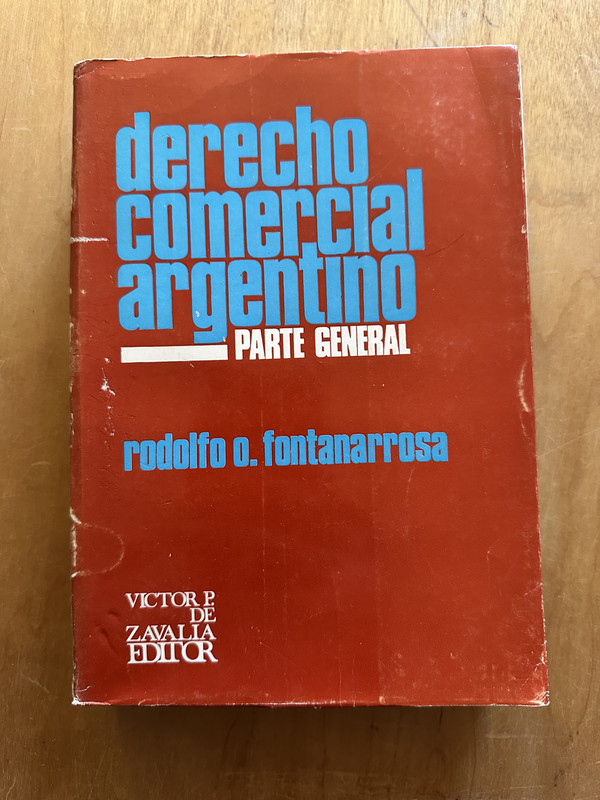 derecho
comercial
argentino
PARTE GENERAL
rodolfo o. fontanarrosa
VICTOR P.
DE
ZAVALIA
EDITOR